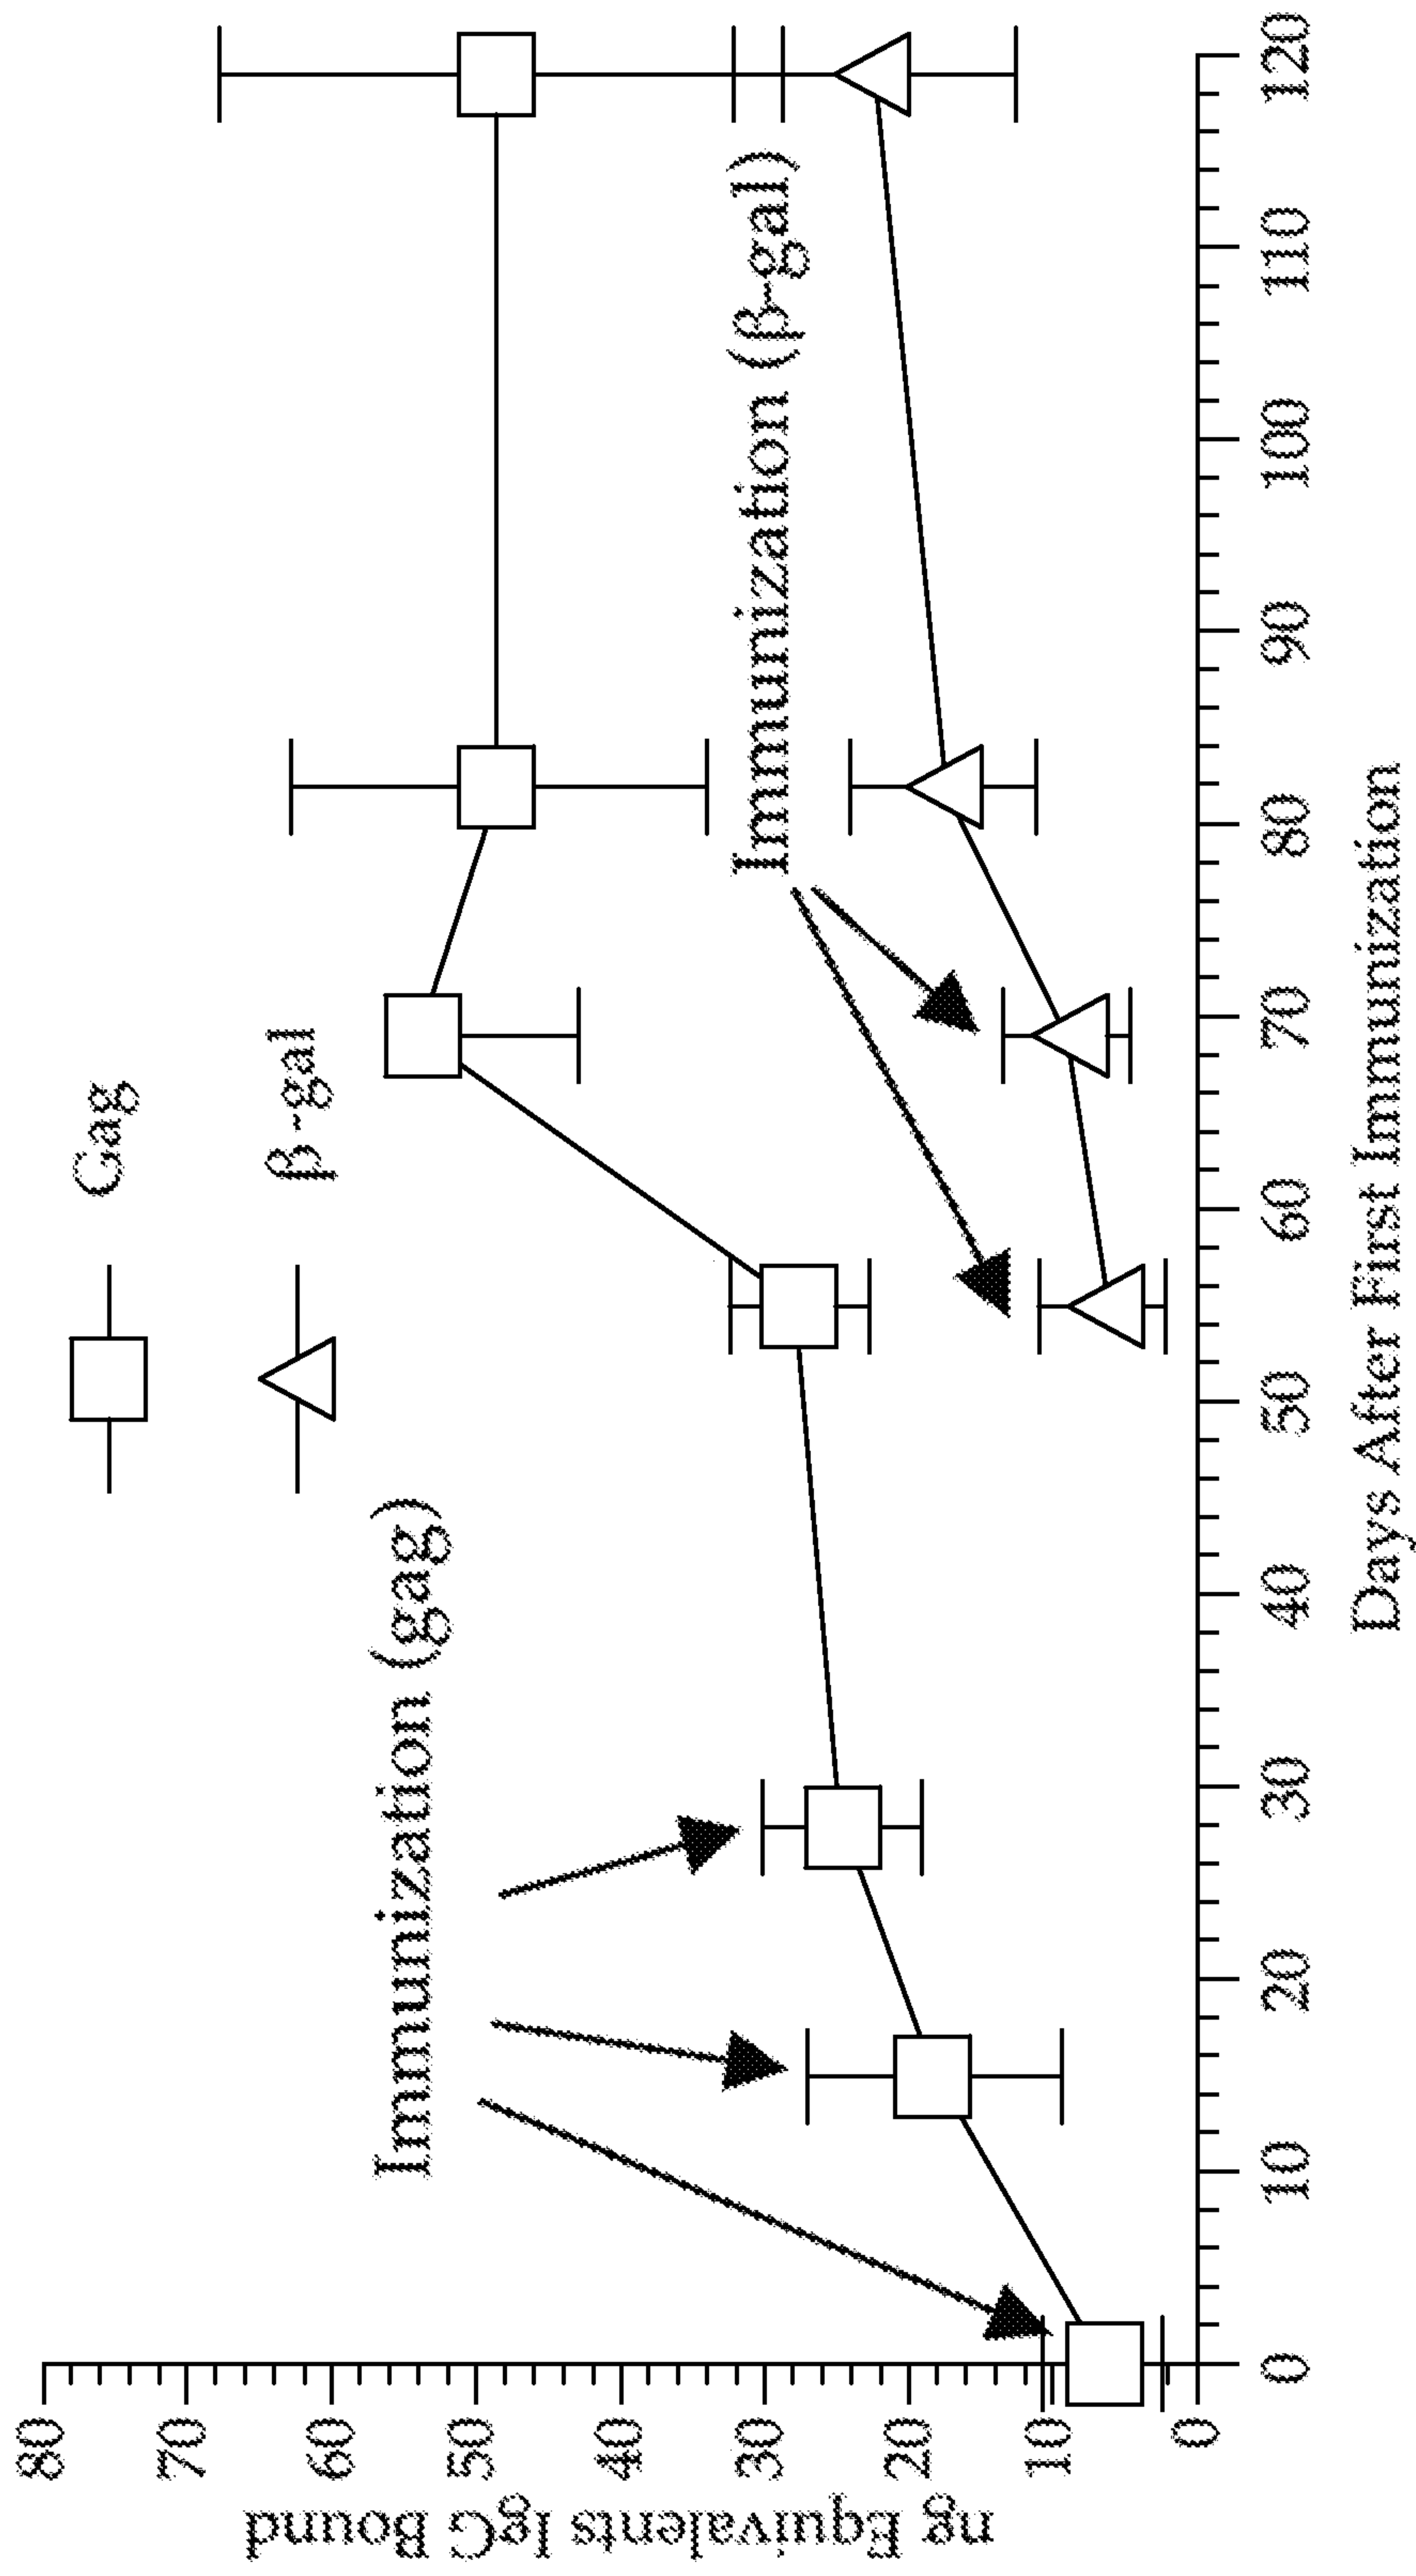 Gag
β-gal
Immunization (gag)
Immunization (β-gal)
ng Equivalents IgG Bound
80
70
60
50
40
30
20
10
0
0 10 20 30 40 50 60 70 80 90 100 110 120
Days After First Immunization